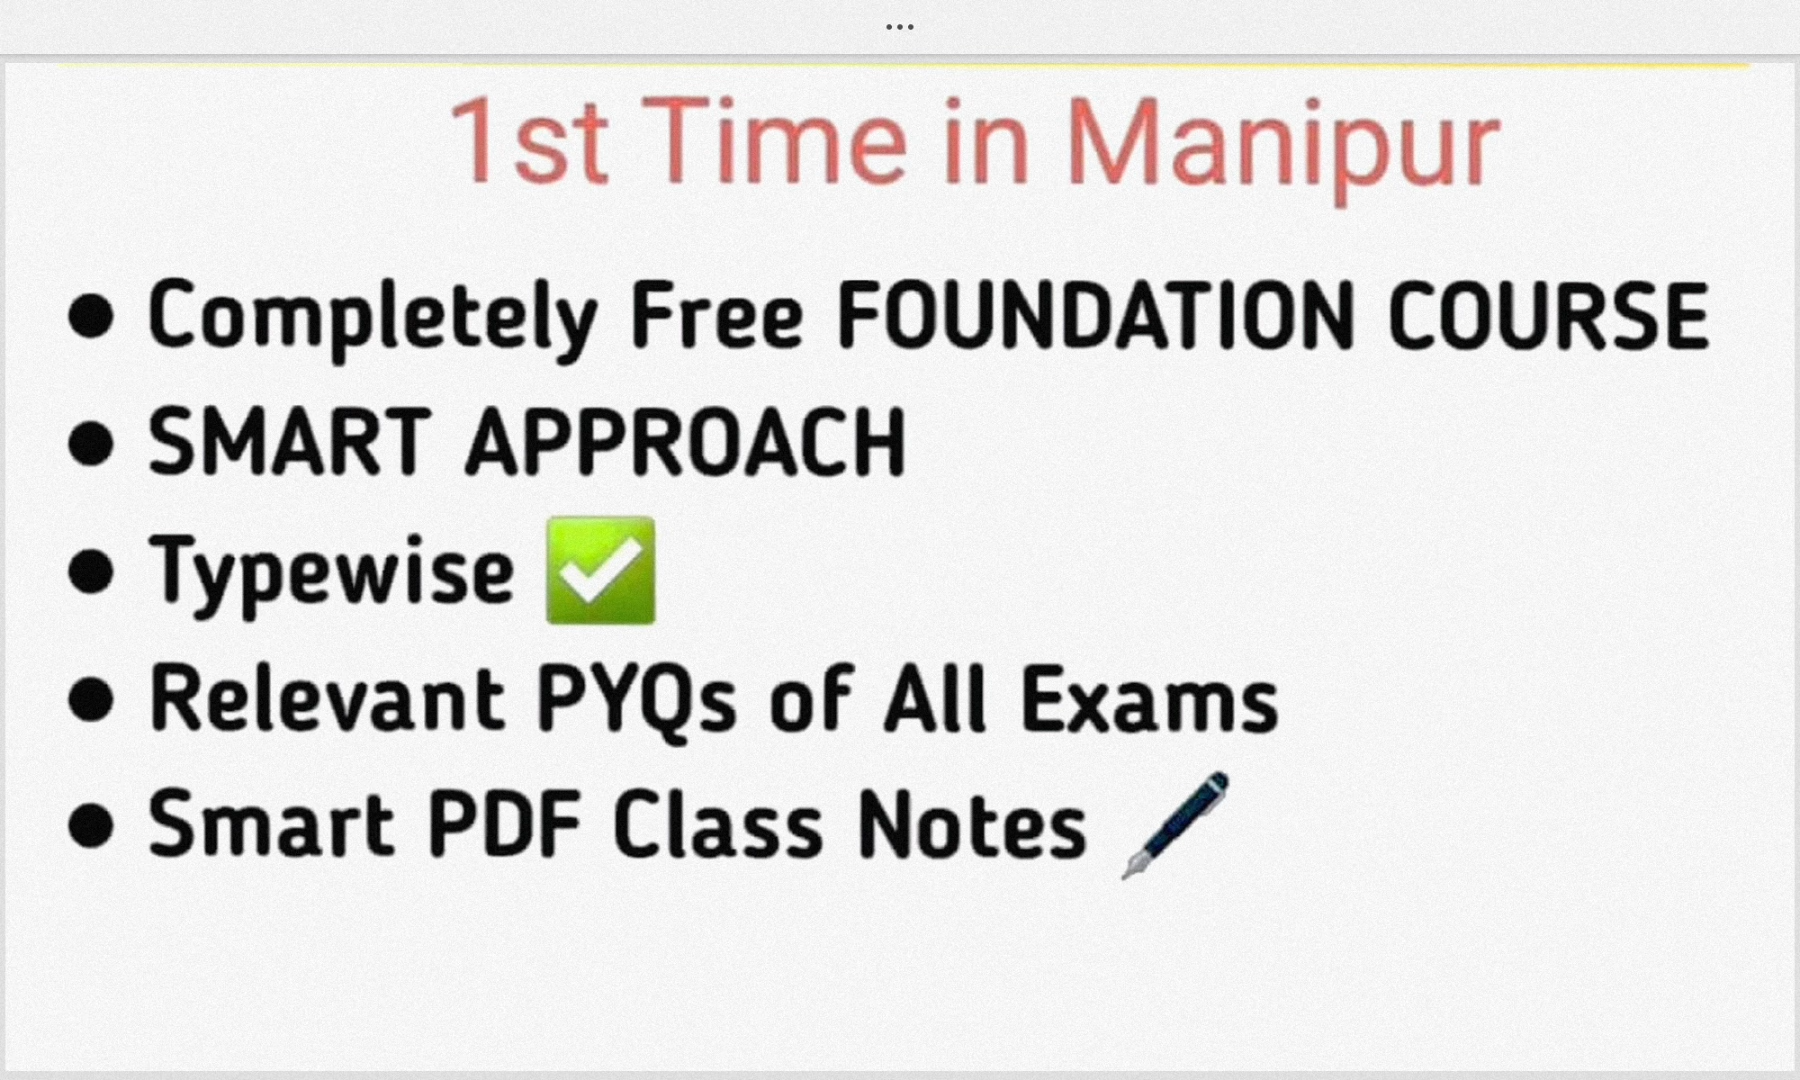 1st Time in Manipur
● Completely Free FOUNDATION COURSE
● SMART APPROACH
● Typewise ✅
● Relevant PYQs of All Exams
● Smart PDF Class Notes 🖋️